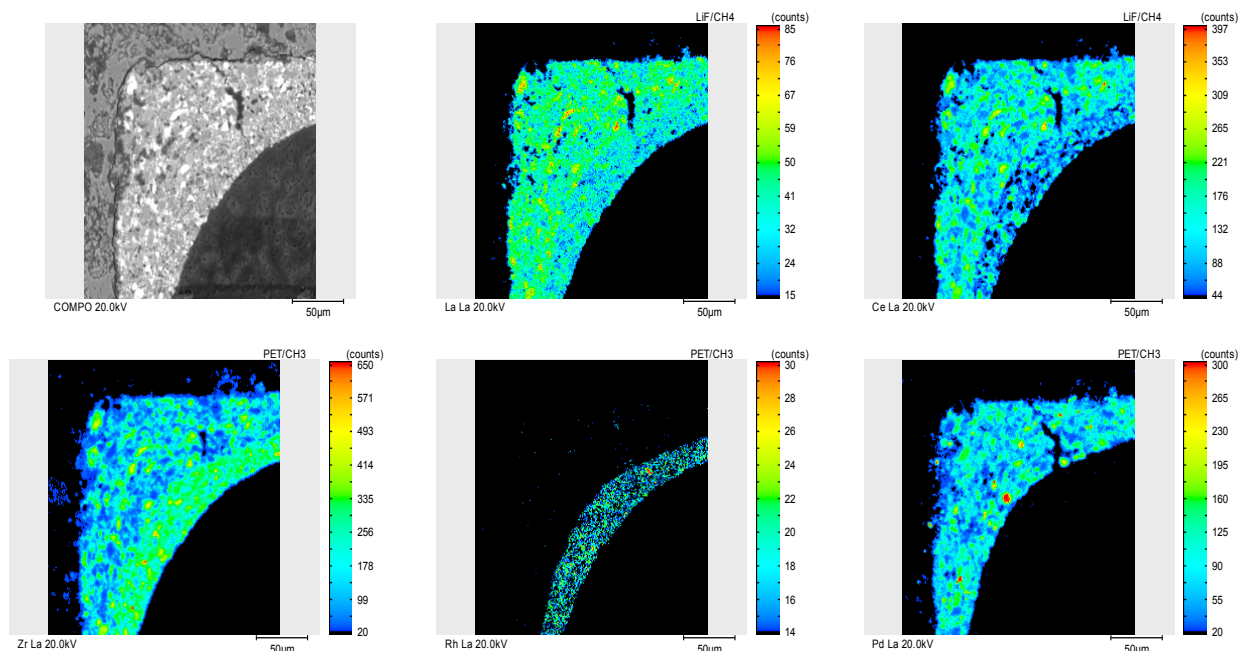 COMPO 20.0kV
50µm
LiF/CH4
(counts)
85
76
67
59
50
41
32
24
15
La La 20.0kV
50µm
LiF/CH4
(counts)
397
353
309
265
221
176
132
88
44
Ce La 20.0kV
50µm
PET/CH3
(counts)
650
571
493
414
335
256
178
99
20
Zr La 20.0kV
50µm
PET/CH3
(counts)
30
28
26
24
22
20
18
16
14
Rh La 20.0kV
50µm
PET/CH3
(counts)
300
265
230
195
160
125
90
55
20
Pd La 20.0kV
50µm